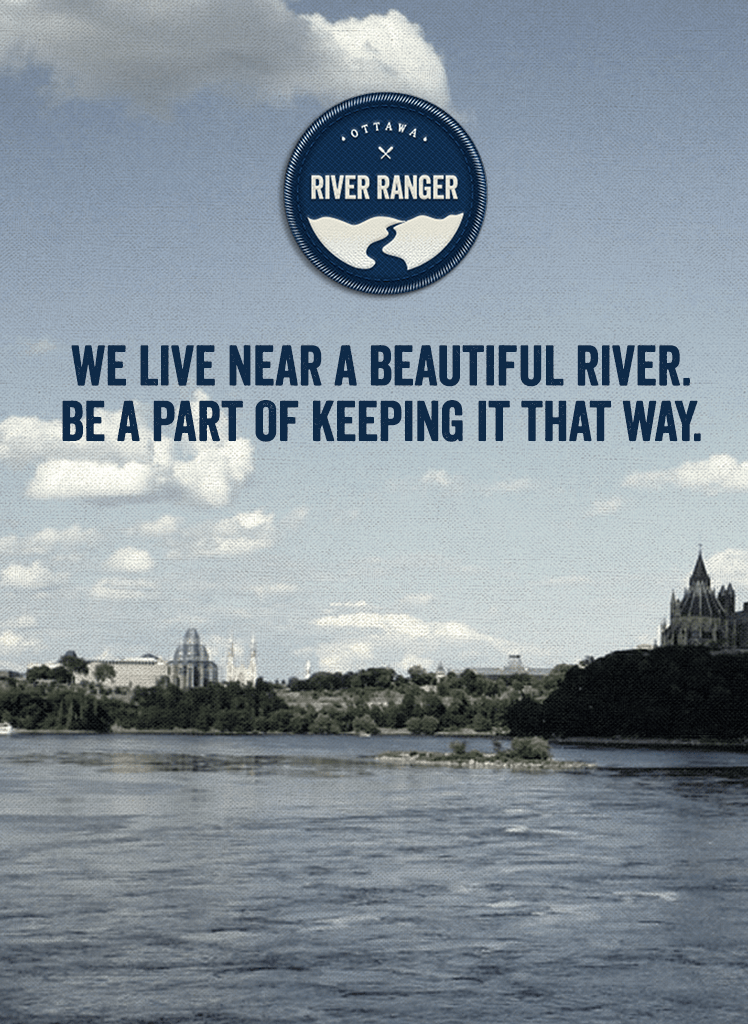 OTTAWA
RIVER RANGER
WE LIVE NEAR A BEAUTIFUL RIVER.
BE A PART OF KEEPING IT THAT WAY.